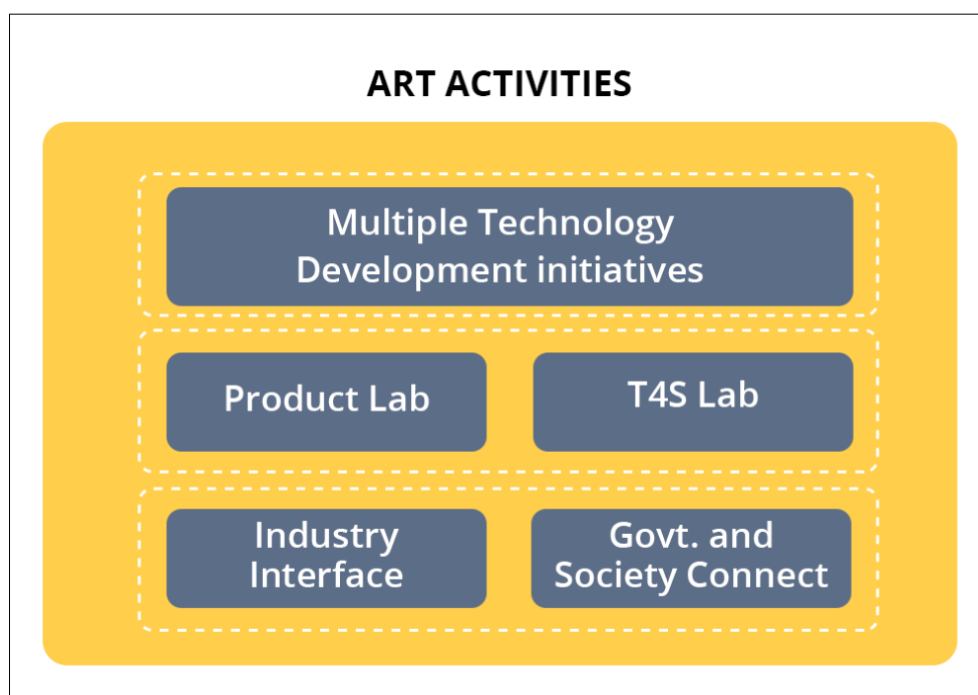 ART ACTIVITIES
Multiple Technology
Development initiatives
Product Lab
T4S Lab
Industry
Interface
Govt. and
Society Connect